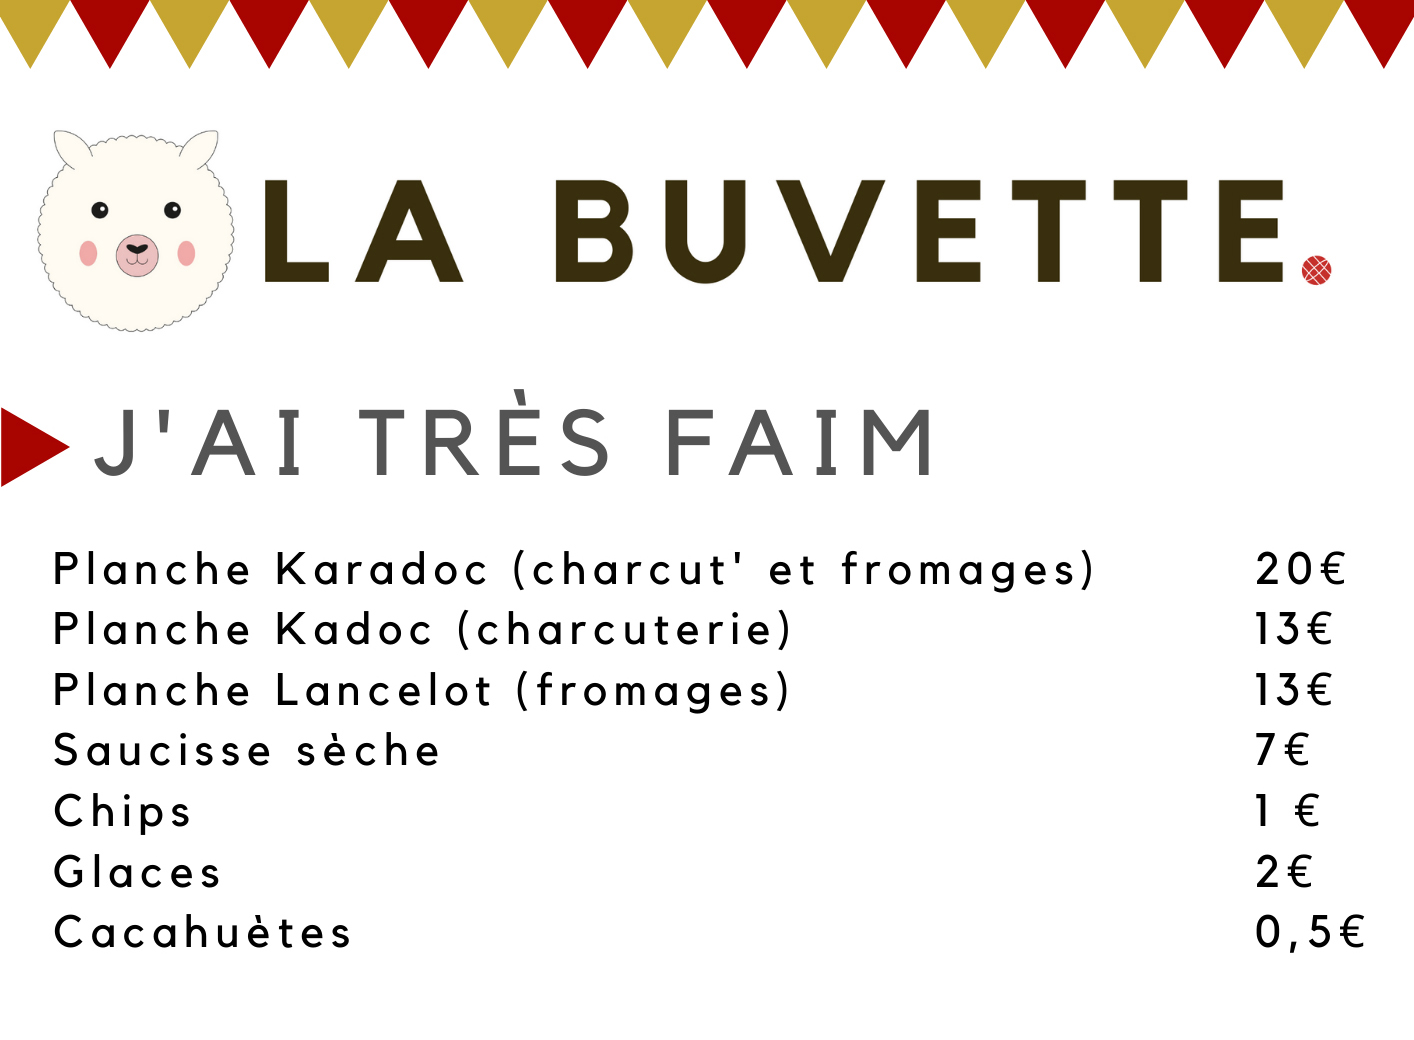 LA BUVETTE.
J'AI TRÈS FAIM
Planche Karadoc (charcut' et fromages) 20€
Planche Kadoc (charcuterie) 13€
Planche Lancelot (fromages) 13€
Saucisse sèche 7€
Chips 1 €
Glaces 2€
Cacahuètes 0,5€